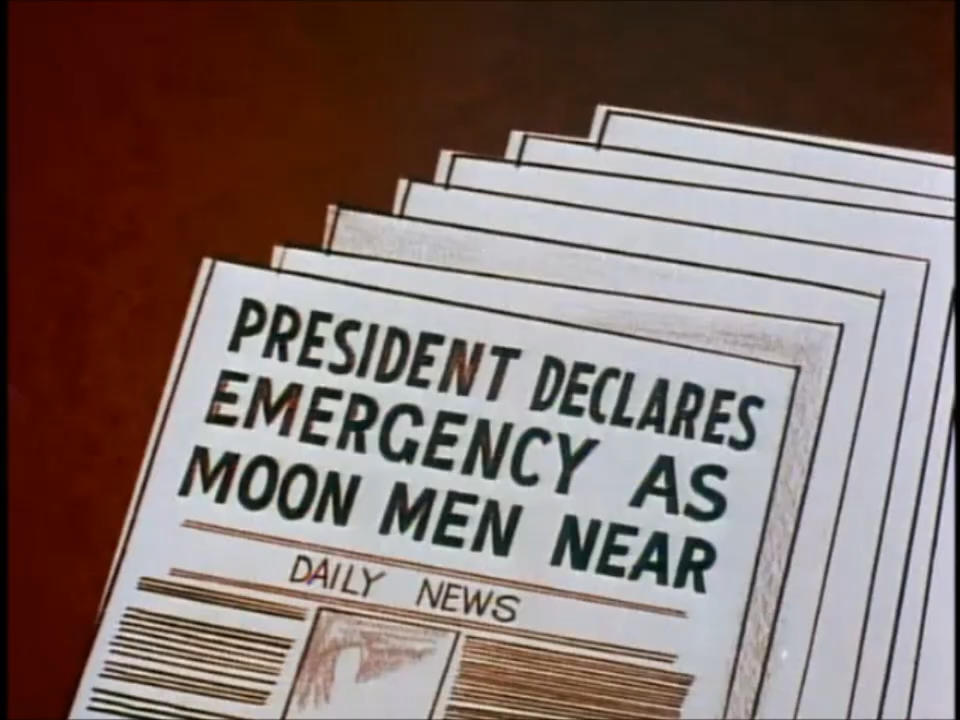 PRESIDENT DECLARES
EMERGENCY AS
MOON MEN NEAR
DAILY NEWS